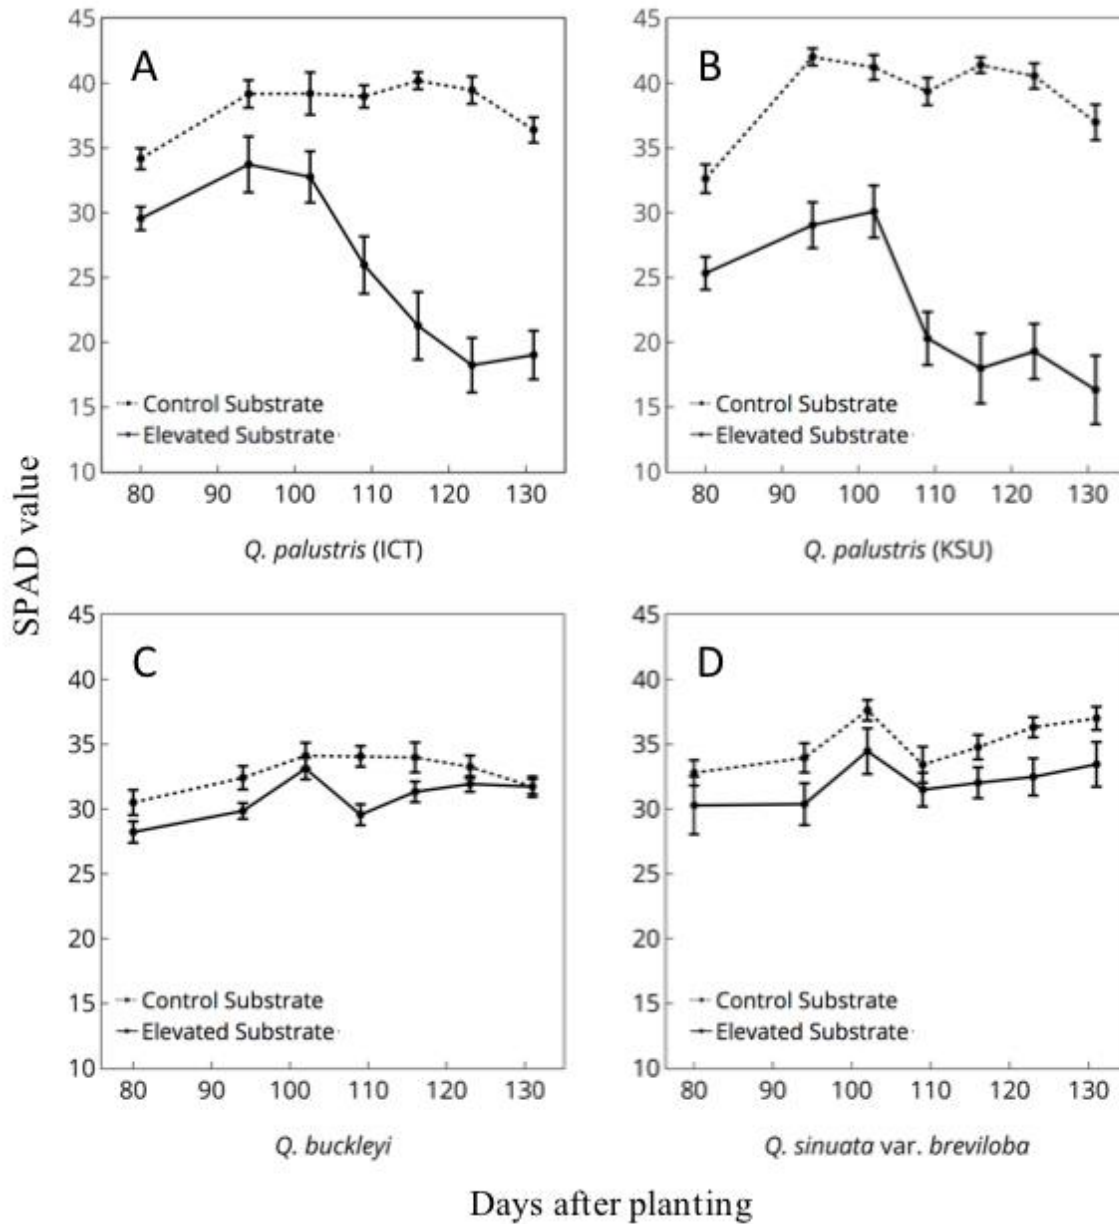 SPAD value
A
45
40
35
30
25
20
15
10
Control Substrate
Elevated Substrate
80 90 100 110 120 130
Q. palustris (ICT)
B
45
40
35
30
25
20
15
10
Control Substrate
Elevated Substrate
80 90 100 110 120 130
Q. palustris (KSU)
C
45
40
35
30
25
20
15
10
Control Substrate
Elevated Substrate
80 90 100 110 120 130
Q. buckleyi
D
45
40
35
30
25
20
15
10
Control Substrate
Elevated Substrate
80 90 100 110 120 130
Q. sinuata var. breviloba
Days after planting